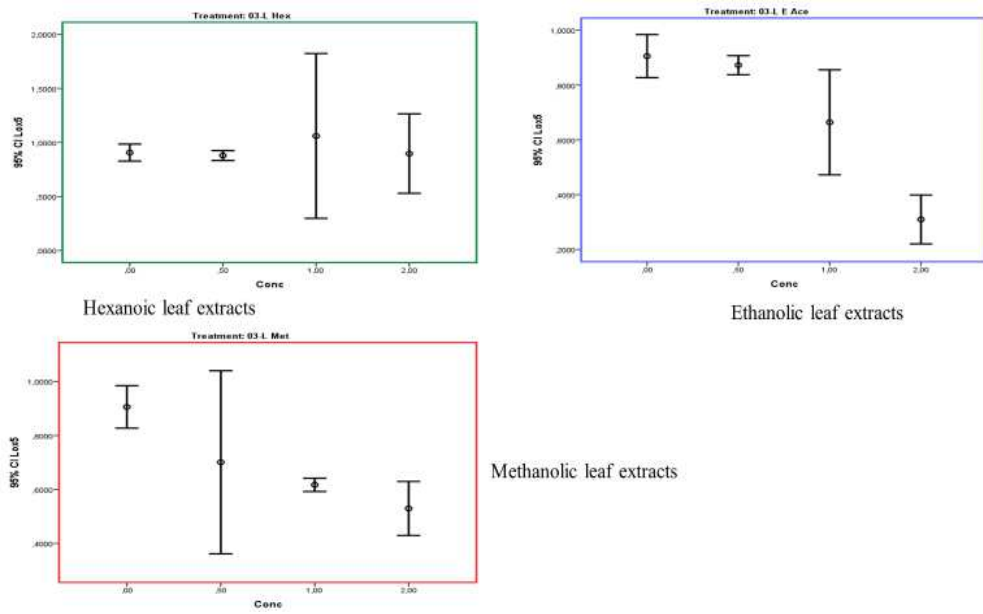 Treatment: 03-L Hex
95% CI Lox5
2,0000
1,5000
1,0000
,5000
,0000
,00
,50
1,00
2,00
Conc
Hexanoic leaf extracts
Treatment: 03-L E Ace
95% CI Lox5
1,0000
,8000
,6000
,4000
,2000
,00
,50
1,00
2,00
Conc
Ethanolic leaf extracts
Treatment: 03-L Met
95% CI Lox5
1,0000
,8000
,6000
,4000
,00
,50
1,00
2,00
Conc
Methanolic leaf extracts